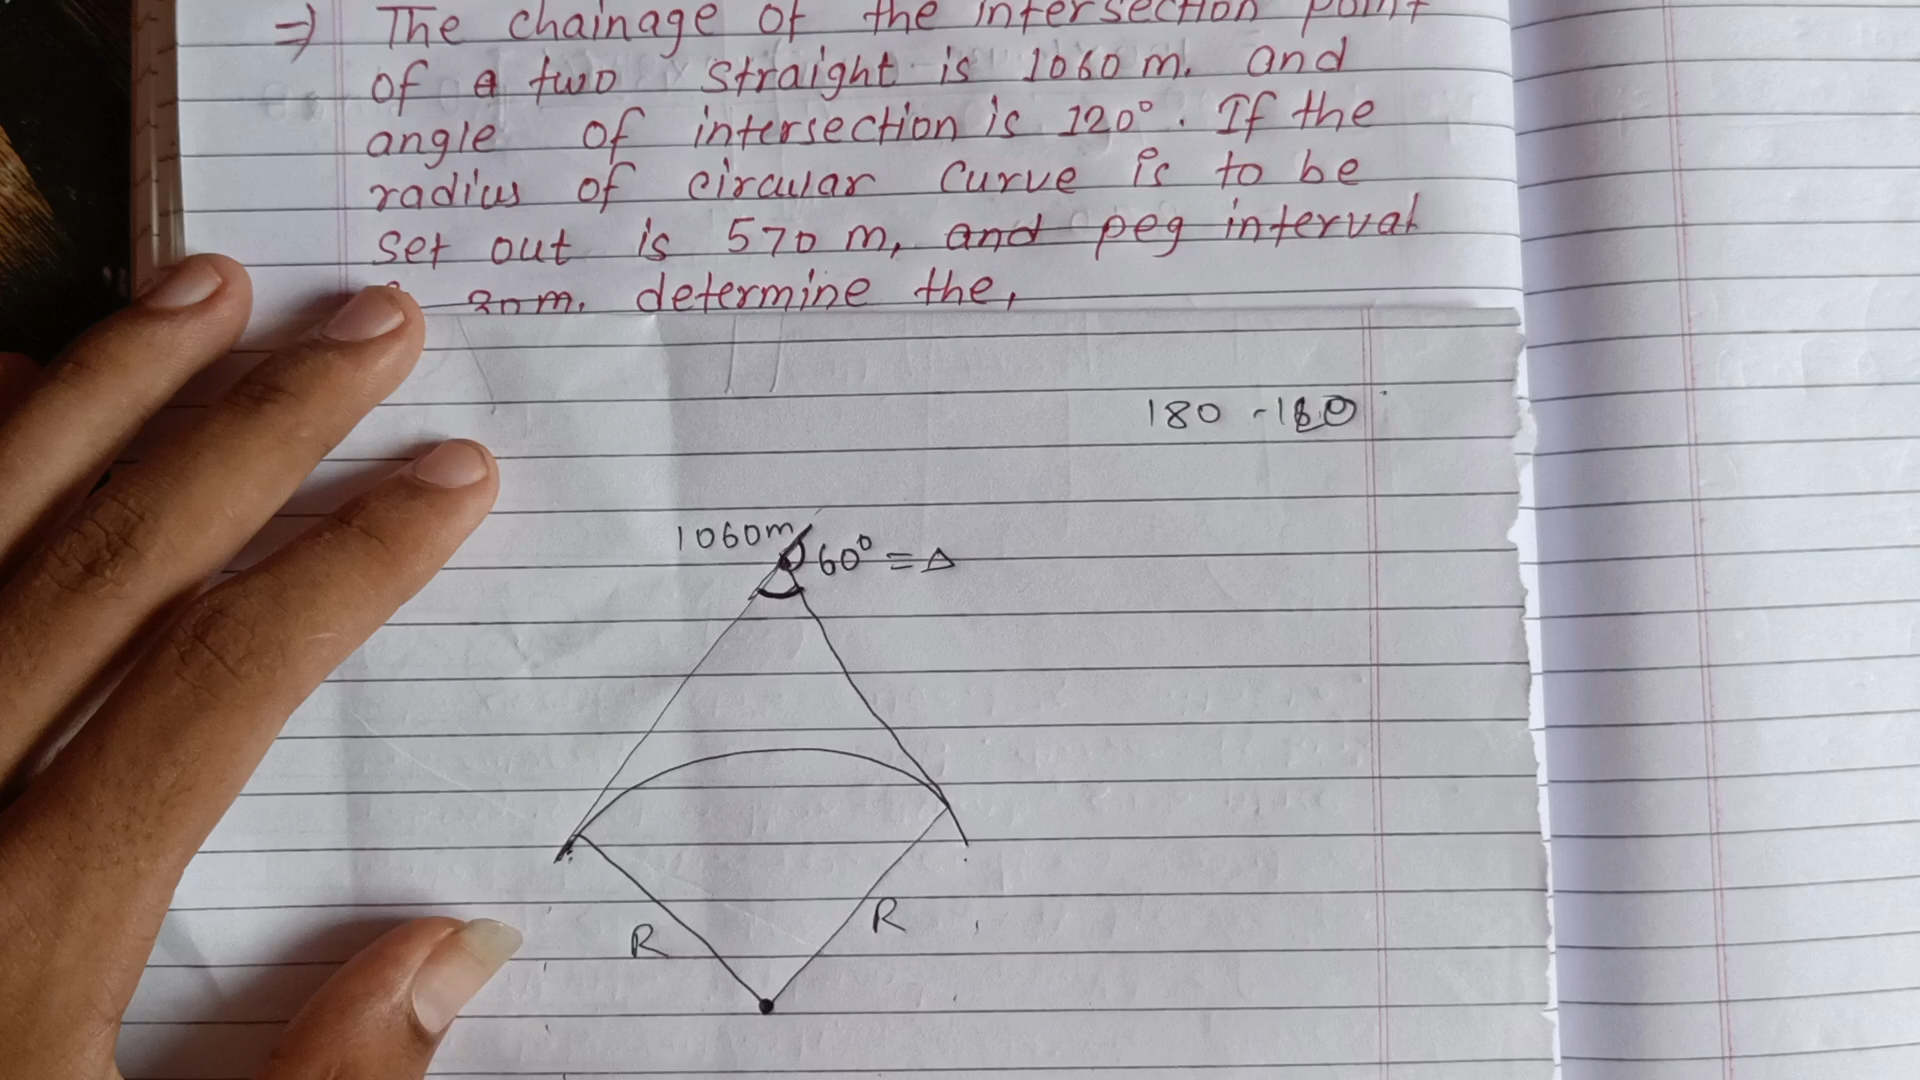 ⇒ The chainage of the intersection point
of a two straight is 1060 m. and
angle of intersection is 120°. If the
radius of circular curve is to be
set out is 570 m, and peg interval
m. determine the,
180 -
1060m
60° = Δ
R
R